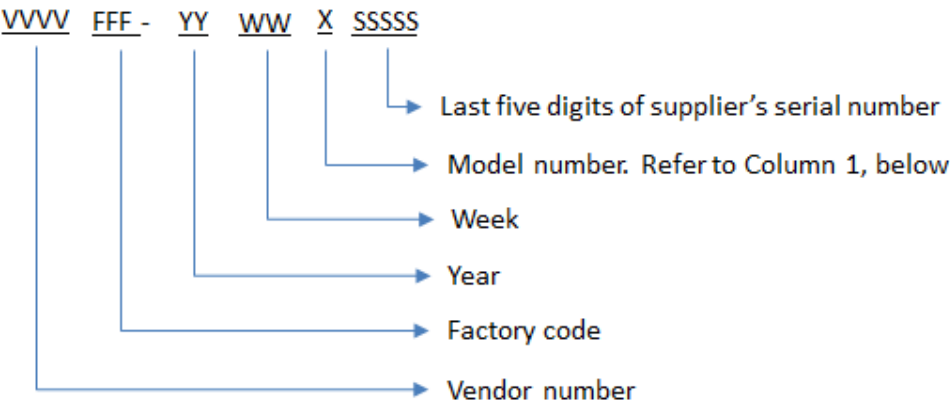 VVVV FFF - YY WW X SSSSS
Last five digits of supplier’s serial number
Model number. Refer to Column 1, below
Week
Year
Factory code
Vendor number